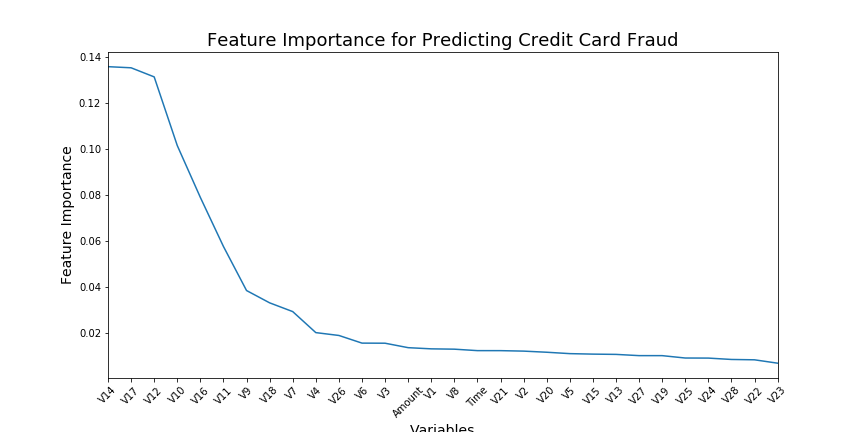 Feature Importance for Predicting Credit Card Fraud
0.14
0.12
0.10
0.08
0.06
0.04
0.02
Feature Importance
V14 V17 V12 V10 V16 V11 V9 V18 V7 V4 V26 V6 V3 Amount V1 V8 Time V21 V2 V20 V5 V15 V13 V27 V19 V25 V24 V28 V22 V23
Variables